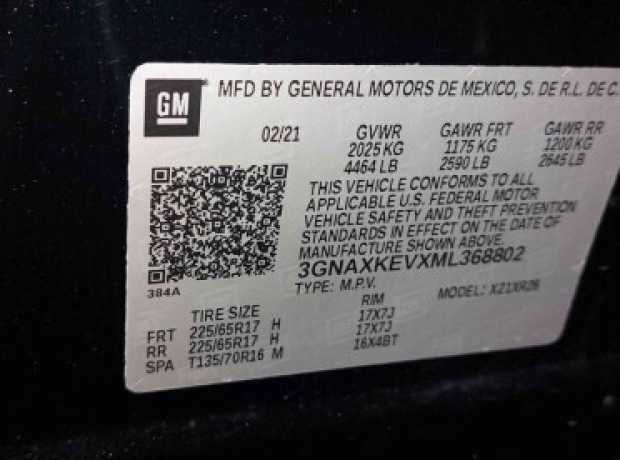 GM
MFD BY GENERAL MOTORS DE MEXICO, S. DE R.L. DE C.
02/21 GVWR GAWR FRT GAWR RR
2025 KG 1175 KG 1200 KG
4464 LB 2590 LB 2645 LB
THIS VEHICLE CONFORMS TO ALL
APPLICABLE U.S. FEDERAL MOTOR
VEHICLE SAFETY AND THEFT PREVENTION
STANDARDS IN EFFECT ON THE DATE OF
MANUFACTURE SHOWN ABOVE.
3GNAXKEVXML368802
384A
TYPE: M.P.V. MODEL: XZ1XR26
TIRE SIZE RIM
FRT 225/65R17 H 17X7J
RR 225/65R17 H 17X7J
SPA T135/70R16 M 16X4BT